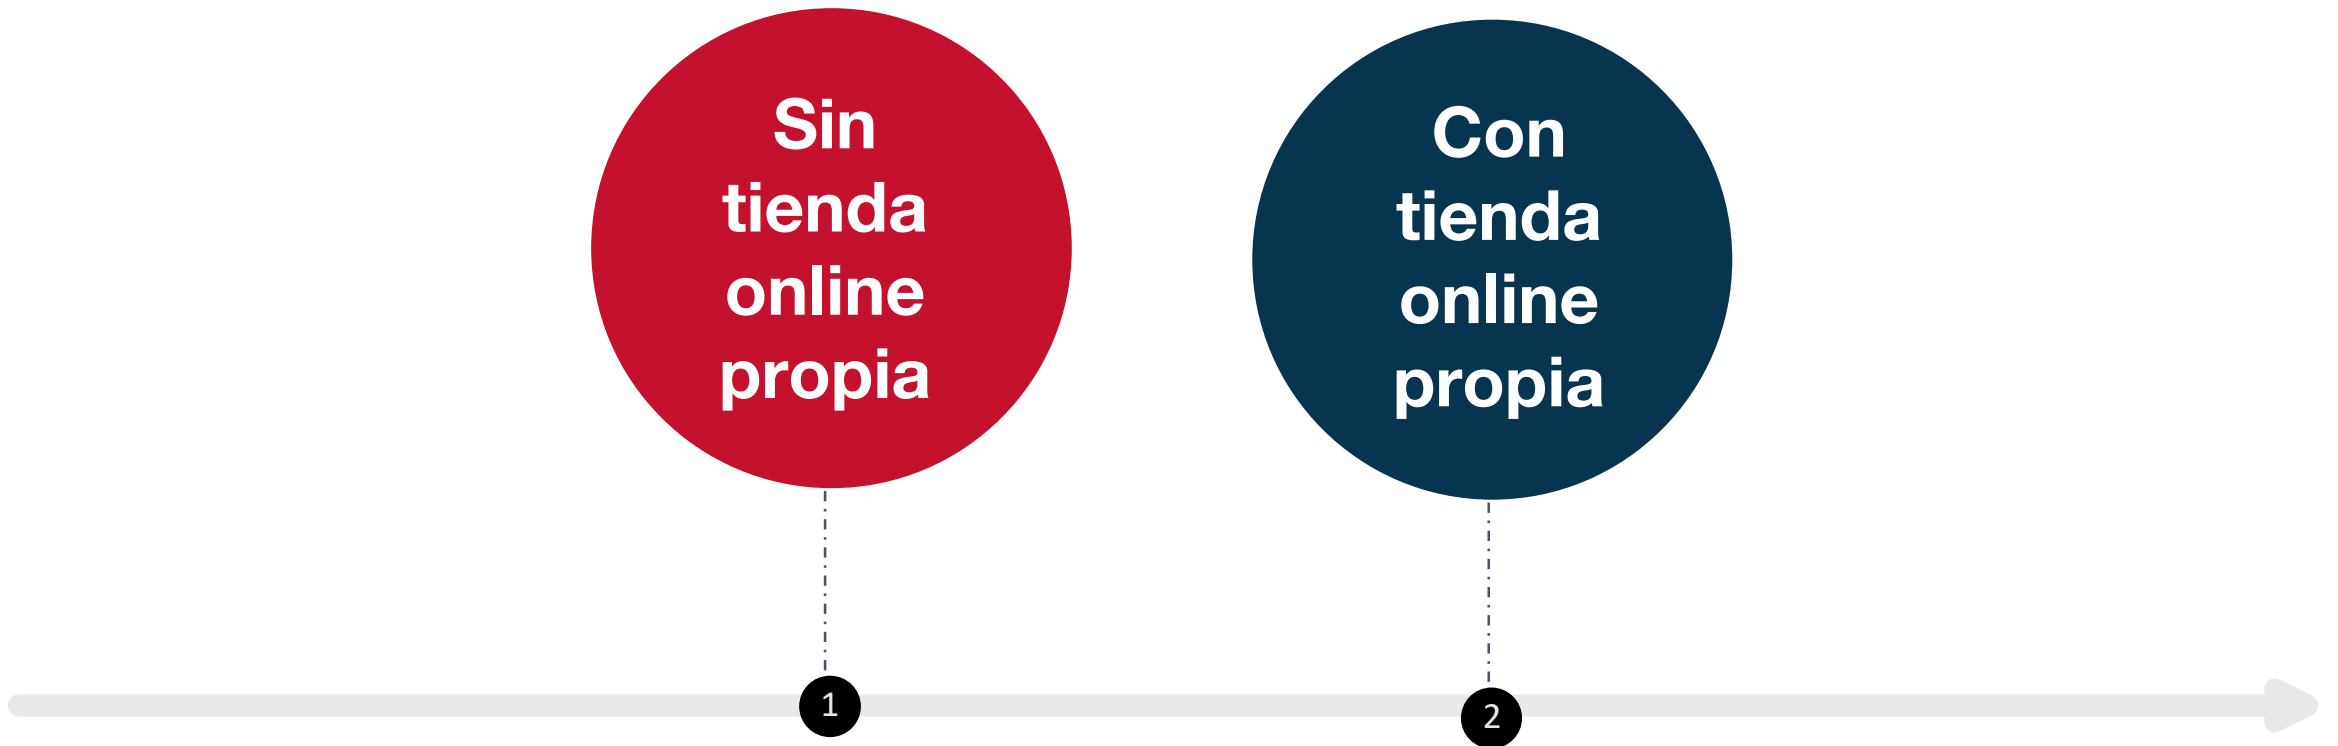 Sin
tienda
online
propia
Con
tienda
online
propia
1
2